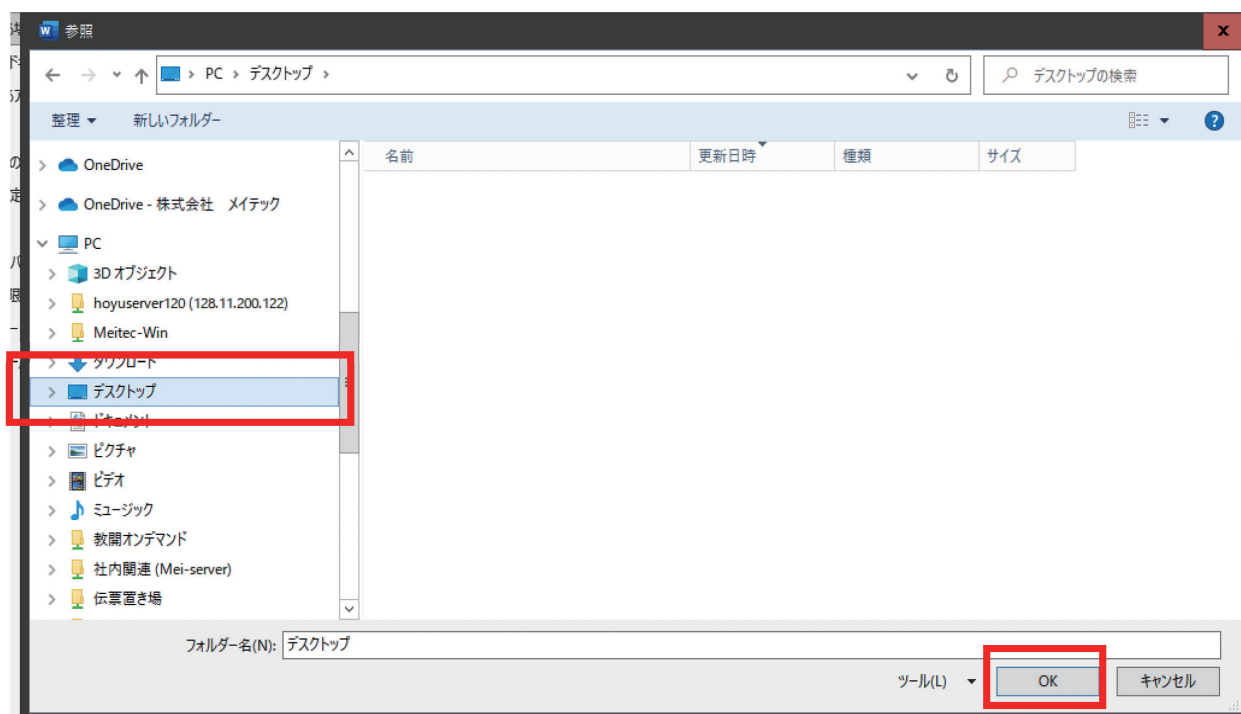 参照
PC > デスクトップ >
デスクトップの検索
整理
新しいフォルダー
名前 更新日時 種類 サイズ
OneDrive
OneDrive - 株式会社　メイテック
PC
3D オブジェクト
hoyuserver120 (128.11.200.122)
Meitec-Win
ダウンロード
デスクトップ
ドキュメント
ピクチャ
ビデオ
ミュージック
教開オンデマンド
社内関連 (Mei-server)
伝票置き場
フォルダー名(N): デスクトップ
ツール(L) OK キャンセル